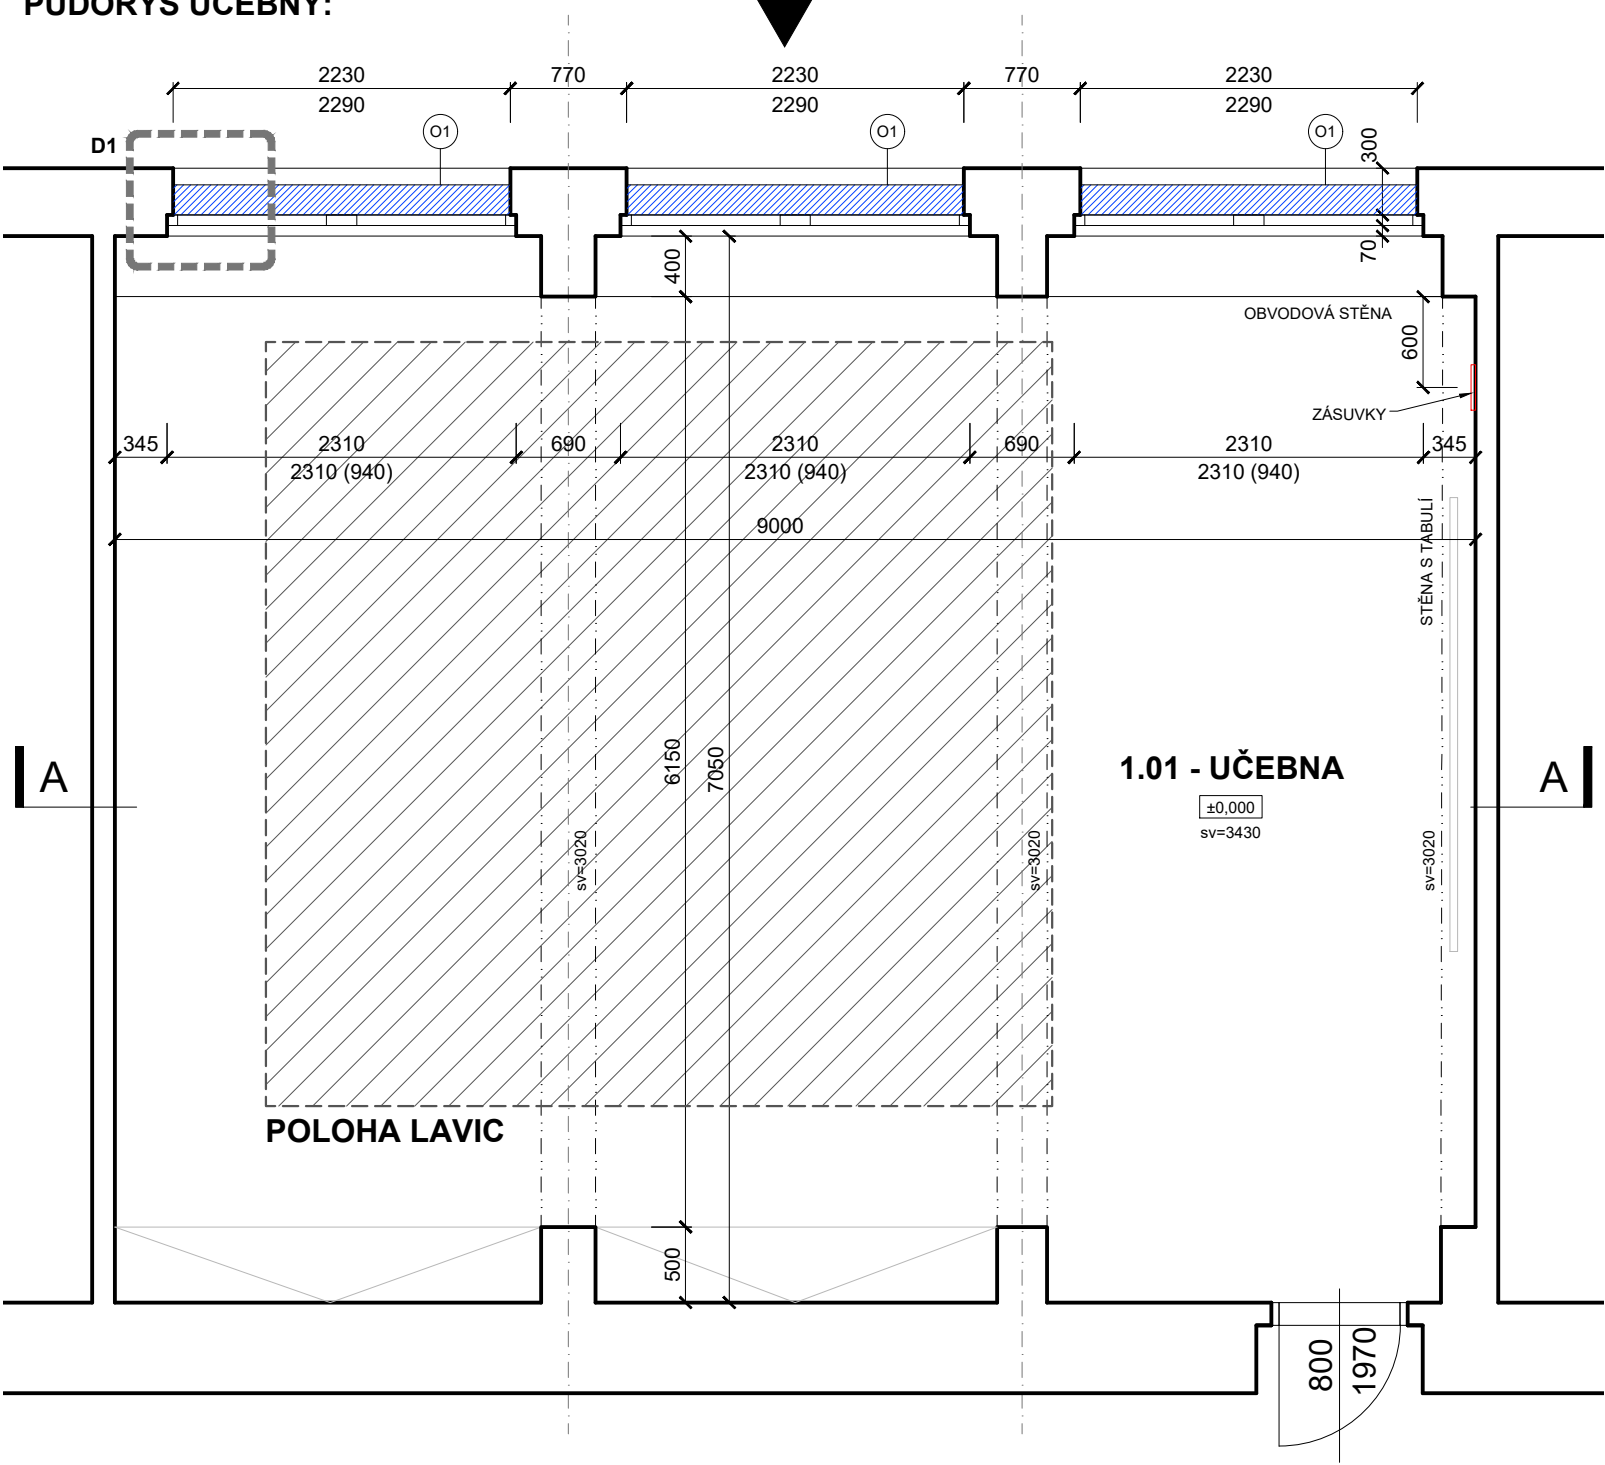 PŮDORYS UČEBNY:
2230 770 2230 770 2230
2290 2290 2290
D1 O1 O1 O1
300
70
400
OBVODOVÁ STĚNA
600
ZÁSUVKY
345 2310 690 2310 690 2310 345
2310 (940) 2310 (940) 2310 (940)
9000
STĚNA S TABULÍ
6150
7050
A 1.01 - UČEBNA A
±0,000
sv=3430
sv=3020 sv=3020 sv=3020
POLOHA LAVIC
500
800
1970